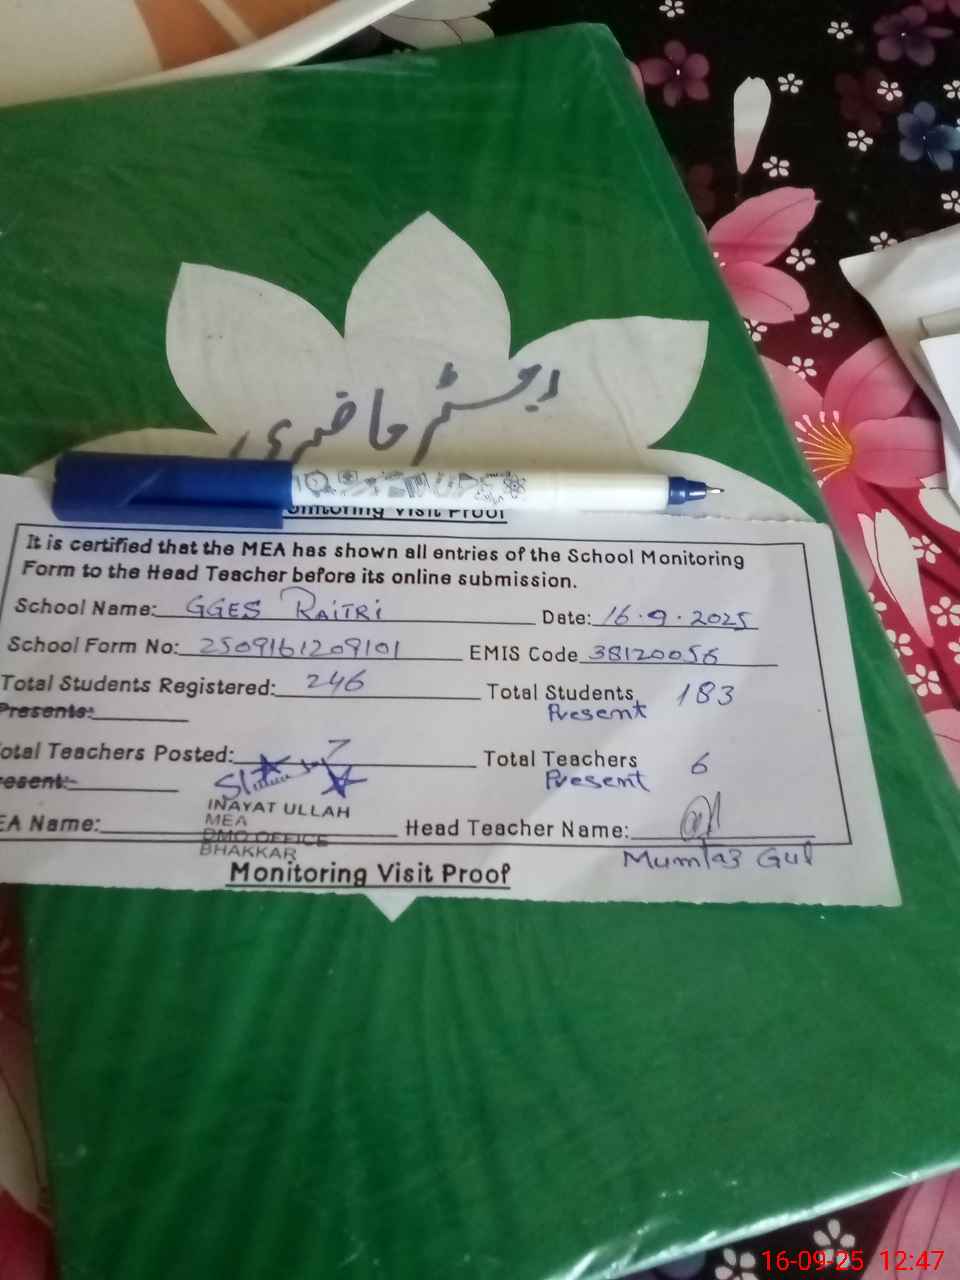 رجسٹر حاضری
Monitoring Visit Proof
It is certified that the MEA has shown all entries of the School Monitoring
Form to the Head Teacher before its online submission.
School Name: GGES RAITRI Date: 16.9.2025
School Form No: 2509161209101 EMIS Code 38120056
Total Students Registered: 246 Total Students 183
Presents: Present
otal Teachers Posted: 7 Total Teachers 6
resent: Present
INAYAT ULLAH
MEA
EA Name: DMO OFFICE Head Teacher Name:
BHAKKAR Mumtaz Gul
Monitoring Visit Proof
16-09-25 12:47